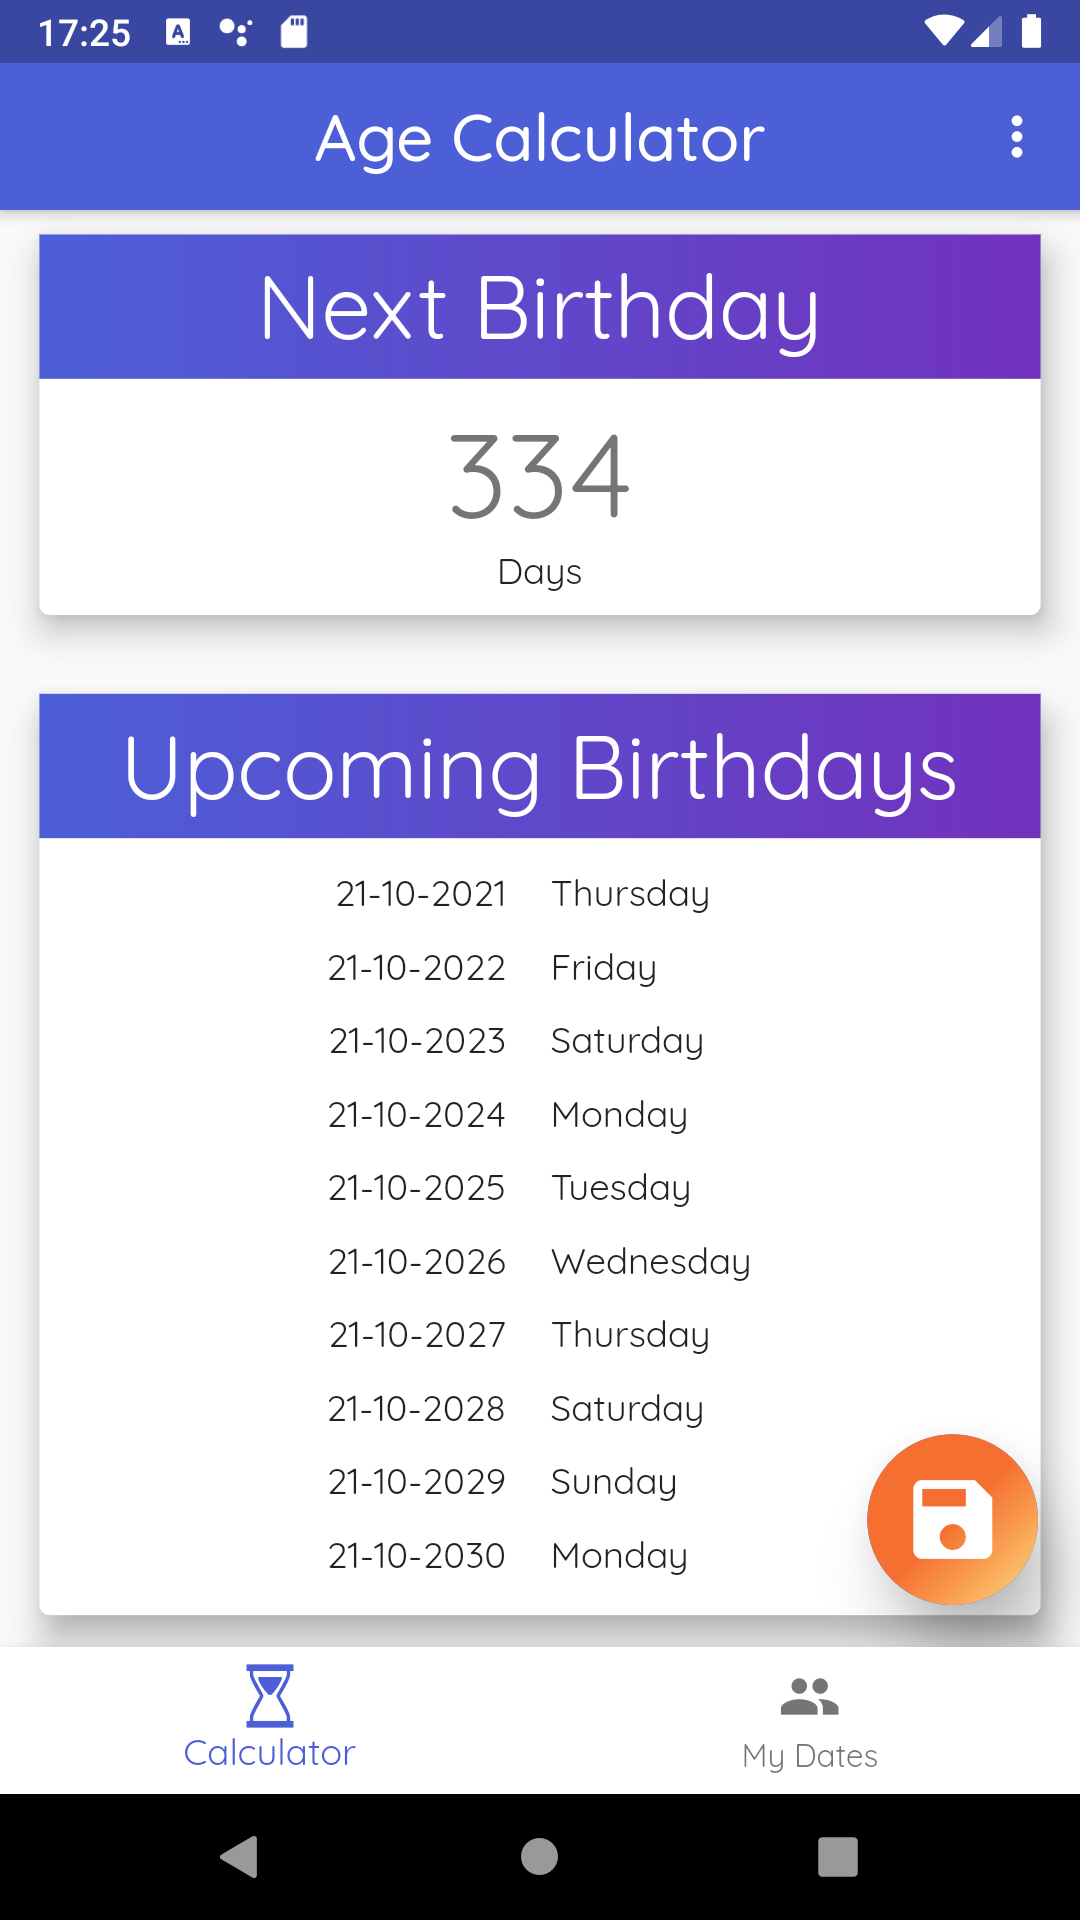 17:25
Age Calculator
Next Birthday
334
Days
Upcoming Birthdays
21-10-2021 Thursday
21-10-2022 Friday
21-10-2023 Saturday
21-10-2024 Monday
21-10-2025 Tuesday
21-10-2026 Wednesday
21-10-2027 Thursday
21-10-2028 Saturday
21-10-2029 Sunday
21-10-2030 Monday
Calculator
My Dates